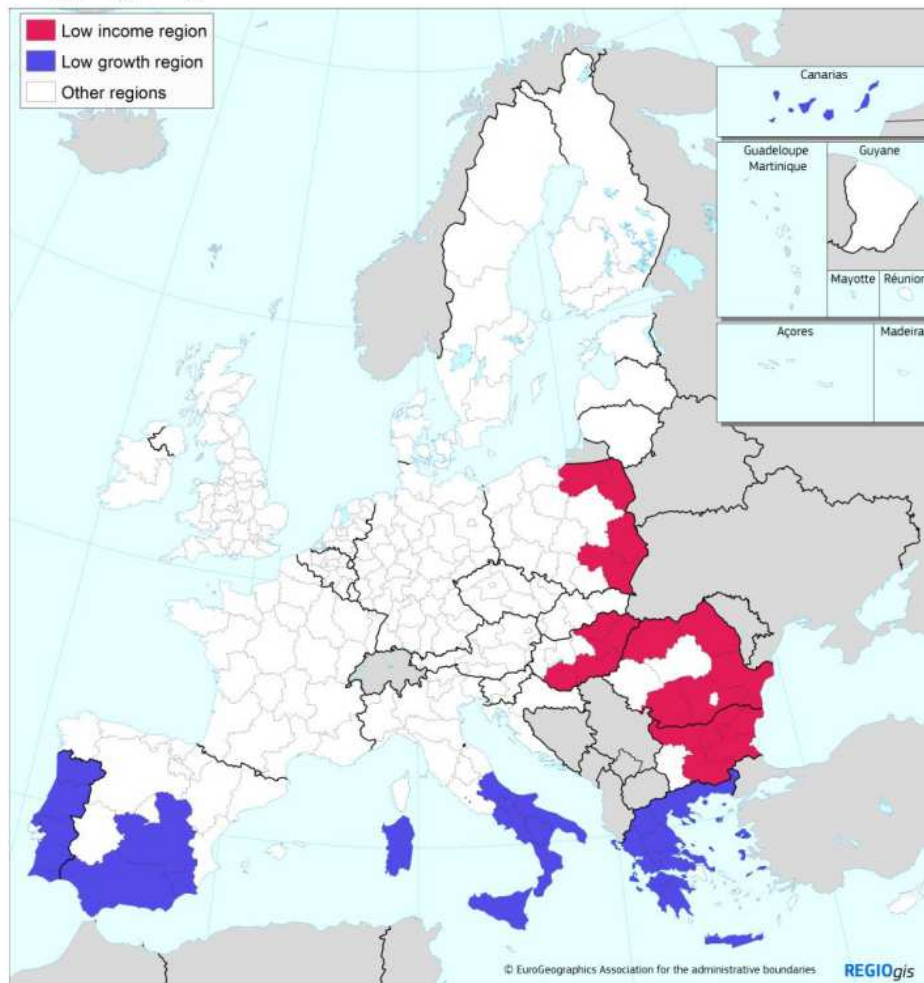 Low income region
Low growth region
Other regions
Canarias
Guadeloupe
Martinique
Guyane
Mayotte
Réunion
Açores
Madeira
© EuroGeographics Association for the administrative boundaries
REGIOgis